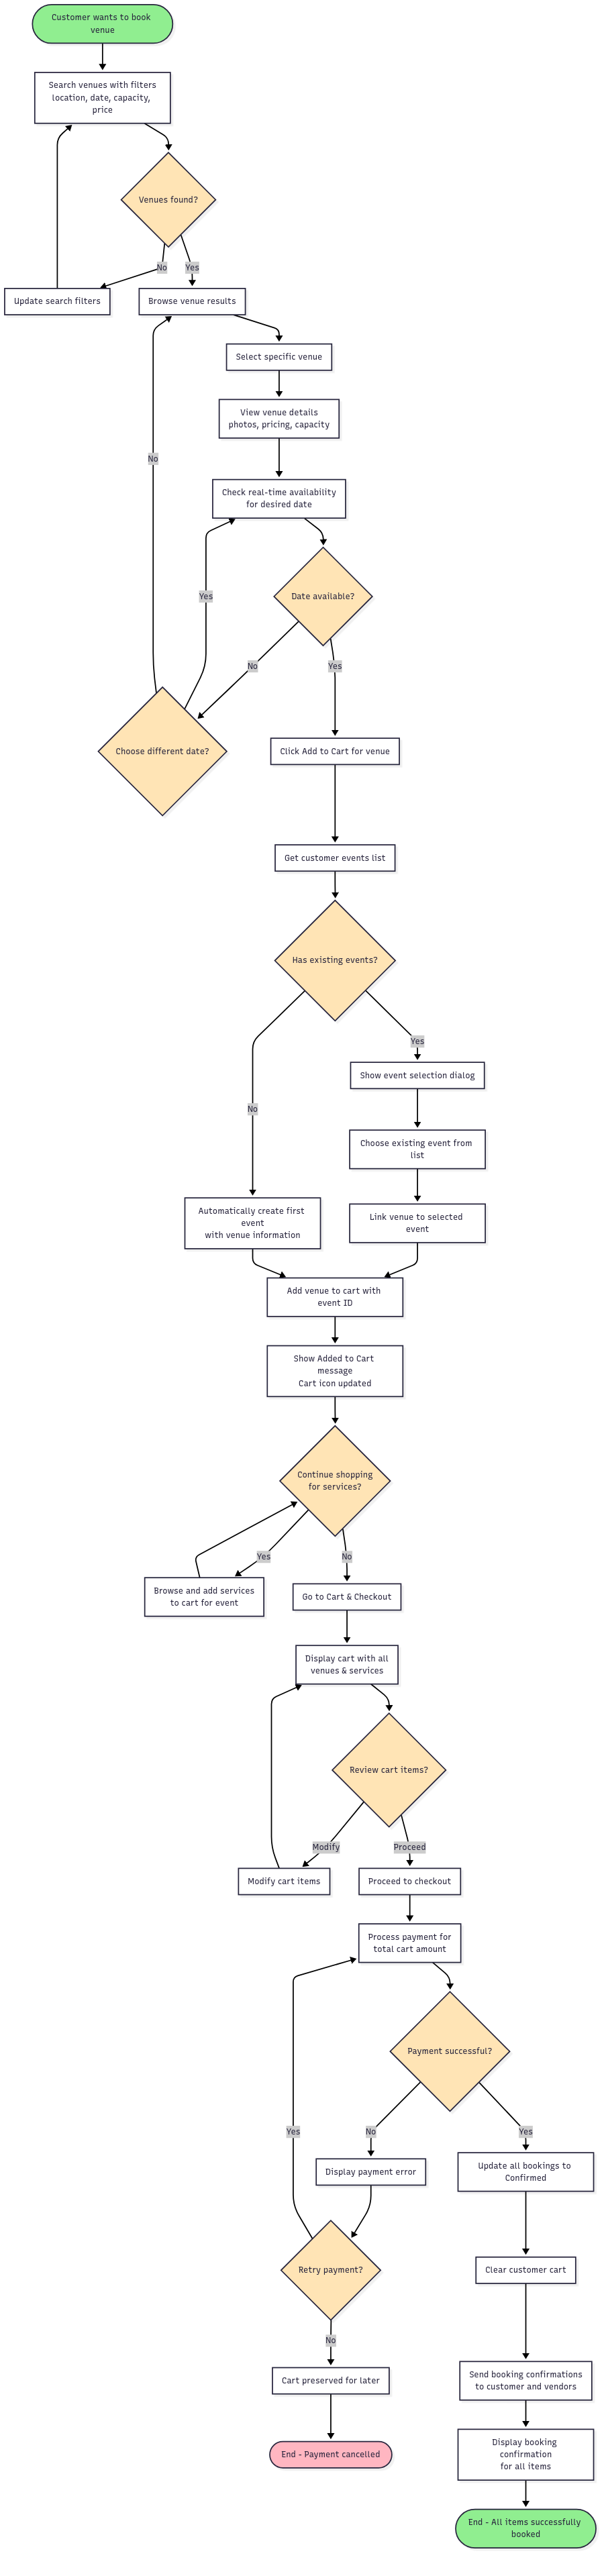 Customer wants to book
venue
Search venues with filters
location, date, capacity,
price
Venues found?
No
Yes
Update search filters
Browse venue results
Select specific venue
View venue details
photos, pricing, capacity
No
Check real-time availability
for desired date
Yes
Date available?
No
Yes
Choose different date?
Click Add to Cart for venue
Get customer events list
Has existing events?
Yes
Show event selection dialog
No
Choose existing event from
list
Automatically create first
event
with venue information
Link venue to selected
event
Add venue to cart with
event ID
Show Added to Cart
message
Cart icon updated
Continue shopping
for services?
Yes
No
Browse and add services
to cart for event
Go to Cart & Checkout
Display cart with all
venues & services
Review cart items?
Modify
Proceed
Modify cart items
Proceed to checkout
Process payment for
total cart amount
Payment successful?
Yes
No
Yes
Display payment error
Update all bookings to
Confirmed
Retry payment?
Clear customer cart
No
Cart preserved for later
Send booking confirmations
to customer and vendors
End - Payment cancelled
Display booking
confirmation
for all items
End - All items successfully
booked